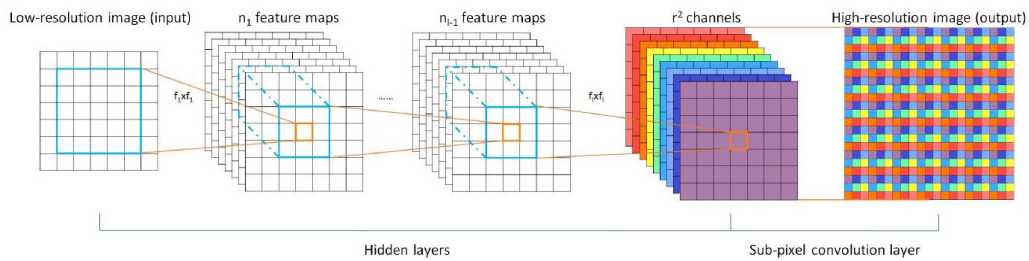 Low-resolution image (input)
n₁ feature maps
nₗ₋₁ feature maps
r² channels
High-resolution image (output)
f₁xf₁
......
fₗxfₗ
Hidden layers
Sub-pixel convolution layer